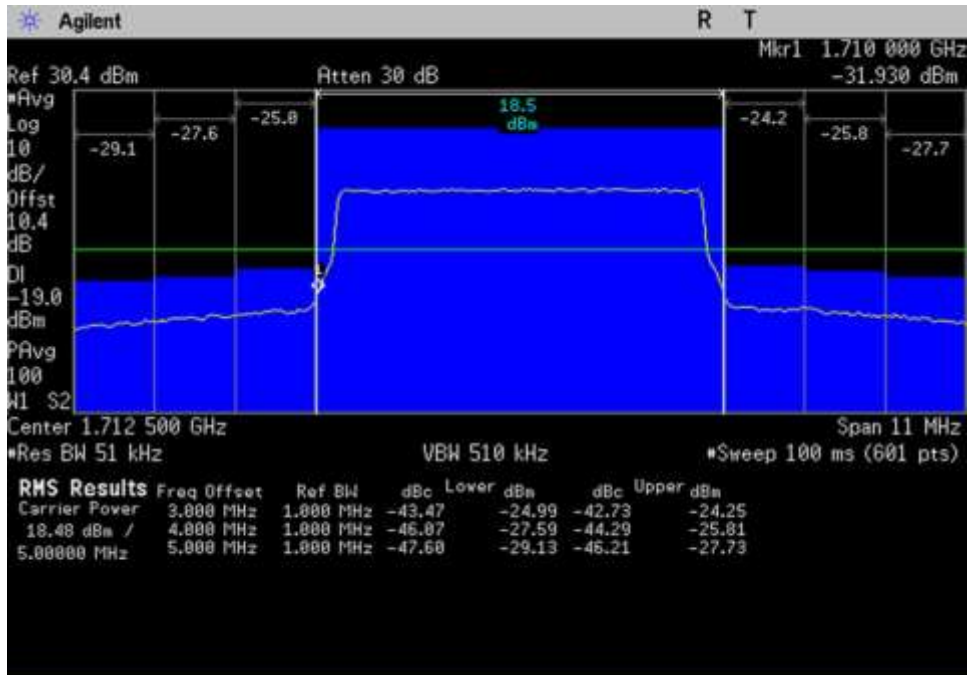 Agilent R T
Mkr1 1.710 000 GHz
Ref 30.4 dBm Atten 30 dB -31.930 dBm
#Avg
Log
10
dB/
Offst
10.4
dB
DI
-19.0
dBm
PAvg
100
W1 S2
-29.1 -27.6 -25.0 18.5 dBm -24.2 -25.8 -27.7
1
Center 1.712 500 GHz Span 11 MHz
#Res BW 51 kHz VBW 510 kHz #Sweep 100 ms (601 pts)
RMS Results Freq Offset Ref BW dBc Lower dBm dBc Upper dBm
Carrier Power 3.000 MHz 1.000 MHz -43.47 -24.99 -42.73 -24.25
18.48 dBm / 4.000 MHz 1.000 MHz -46.07 -27.59 -44.29 -25.81
5.00000 MHz 5.000 MHz 1.000 MHz -47.60 -29.13 -46.21 -27.73